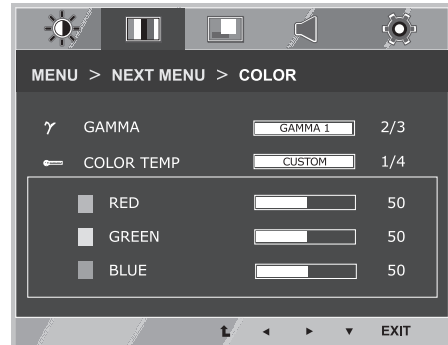 MENU > NEXT MENU > COLOR
γ GAMMA GAMMA 1 2/3
COLOR TEMP CUSTOM 1/4
RED 50
GREEN 50
BLUE 50
EXIT